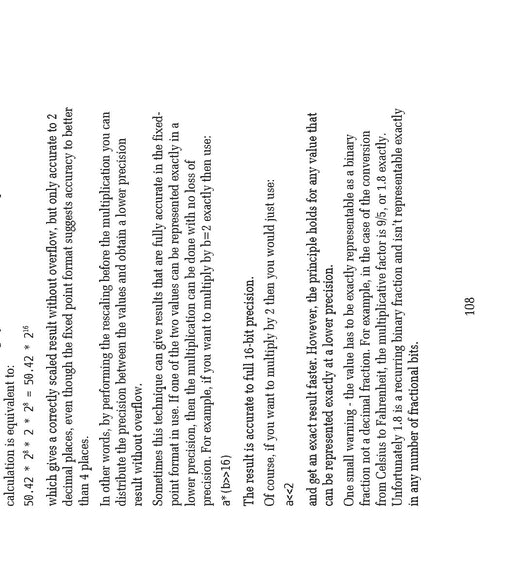 calculation is equivalent to:
50.42 * 2⁸ * 2 * 2⁸ = 50.42 * 2¹⁶
which gives a correctly scaled result without overflow, but only accurate to 2
decimal places, even though the fixed point format suggests accuracy to better
than 4 places.
In other words, by performing the rescaling before the multiplication you can
distribute the precision between the values and obtain a lower precision
result without overflow.
Sometimes this technique can give results that are fully accurate in the fixed-
point format in use. If one of the two values can be represented exactly in a
lower precision, then the multiplication can be done with no loss of
precision. For example, if you want to multiply by b=2 exactly then use:
a*(b>>16)
The result is accurate to full 16-bit precision.
Of course, if you want to multiply by 2 then you would just use:
a<<2
and get an exact result faster. However, the principle holds for any value that
can be represented exactly at a lower precision.
One small warning - the value has to be exactly representable as a binary
fraction not a decimal fraction. For example, in the case of the conversion
from Celsius to Fahrenheit, the multiplicative factor is 9/5, or 1.8 exactly.
Unfortunately 1.8 is a recurring binary fraction and isn't representable exactly
in any number of fractional bits.
108